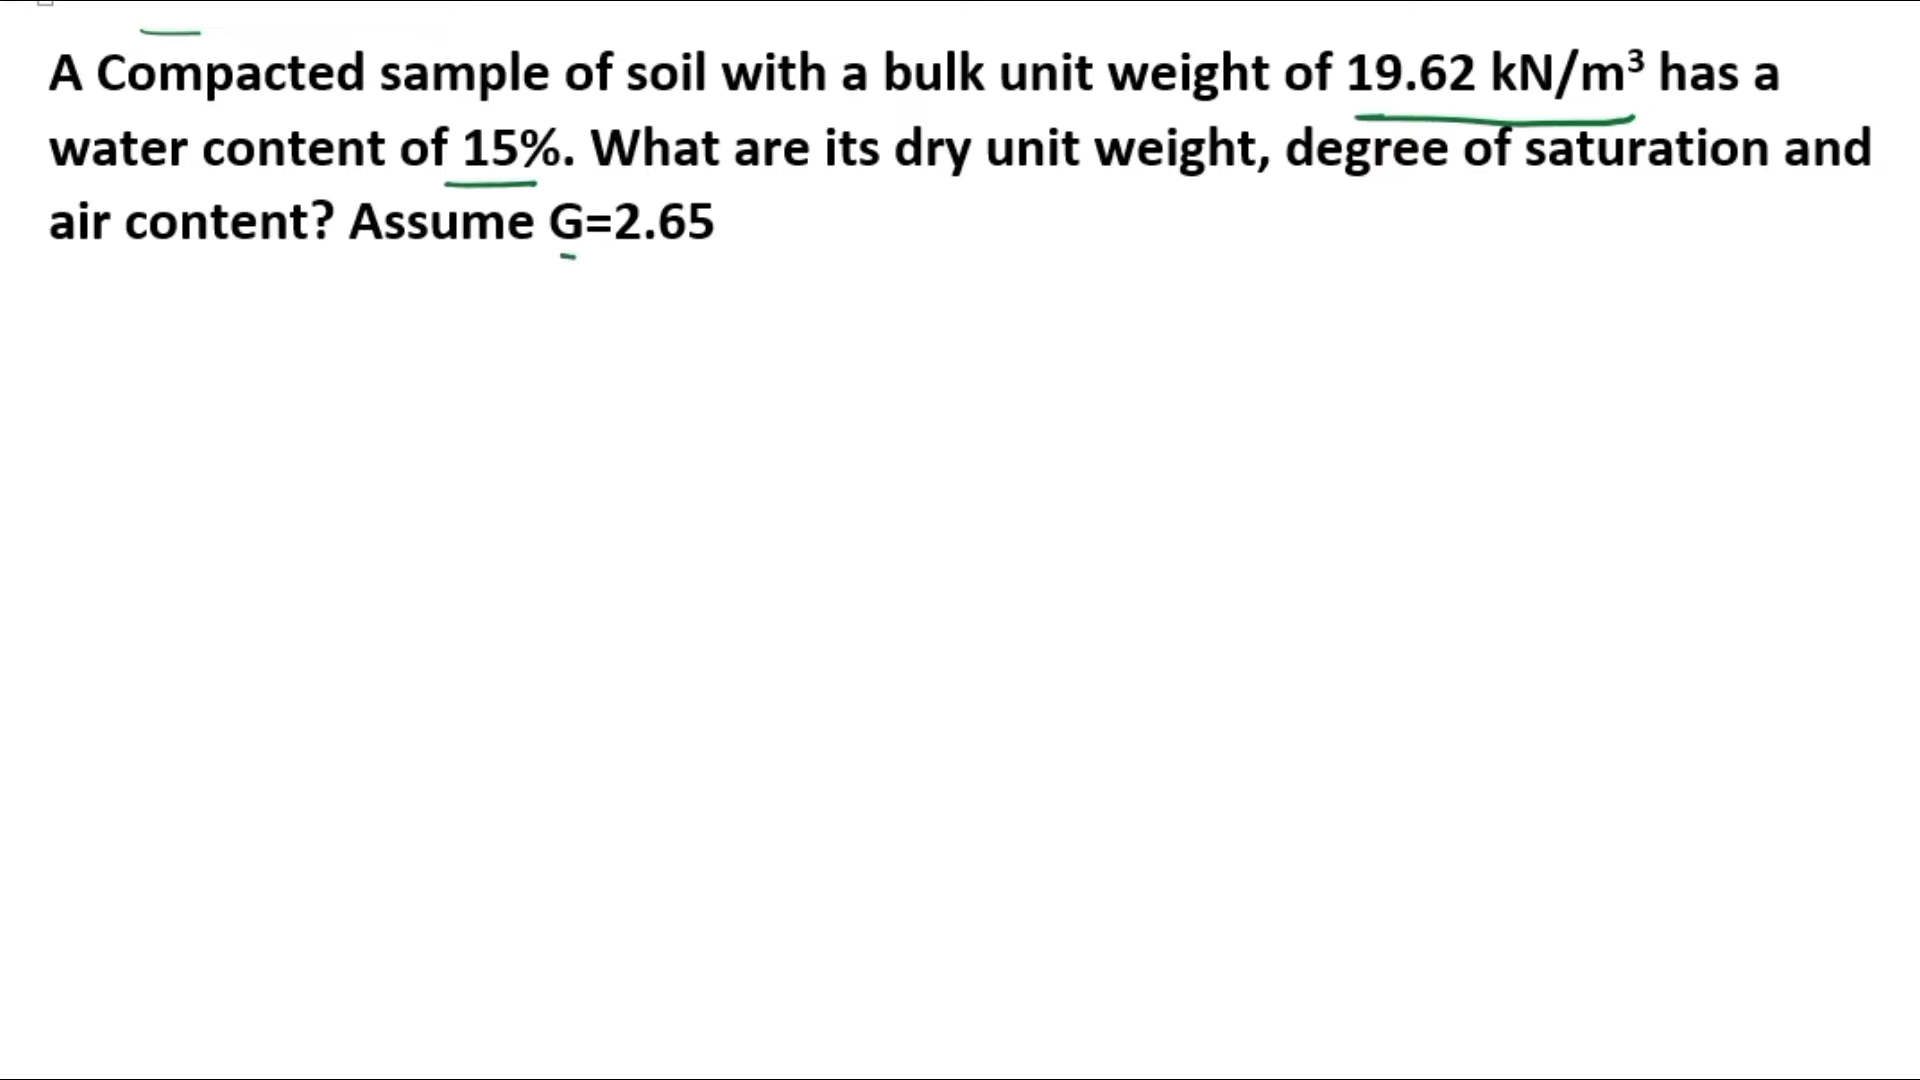 A Compacted sample of soil with a bulk unit weight of 19.62 kN/m³ has a
water content of 15%. What are its dry unit weight, degree of saturation and
air content? Assume G=2.65